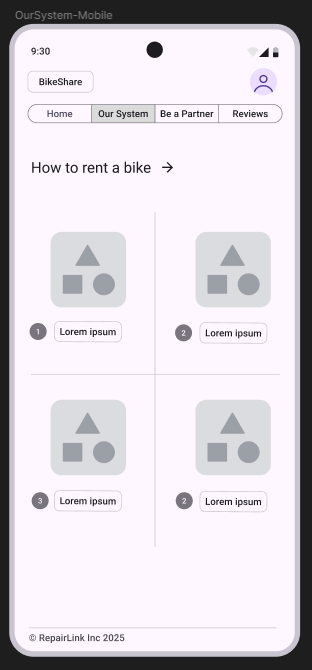 OurSystem-Mobile
9:30
BikeShare
Home Our System Be a Partner Reviews
How to rent a bike →
1 Lorem ipsum 2 Lorem ipsum
3 Lorem ipsum 2 Lorem ipsum
© RepairLink Inc 2025